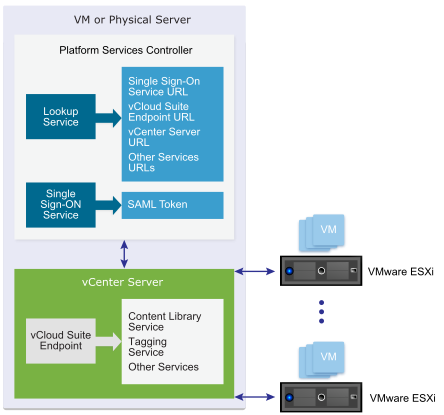 VM or Physical Server
Platform Services Controller
Lookup
Service
Single Sign-On
Service URL
vCloud Suite
Endpoint URL
vCenter Server
URL
Other Services
URLs
Single
Sign-ON
Service
SAML Token
vCenter Server
vCloud Suite
Endpoint
Content Library
Service
Tagging
Service
Other Services
VM
VMware ESXi
VM
VMware ESXi